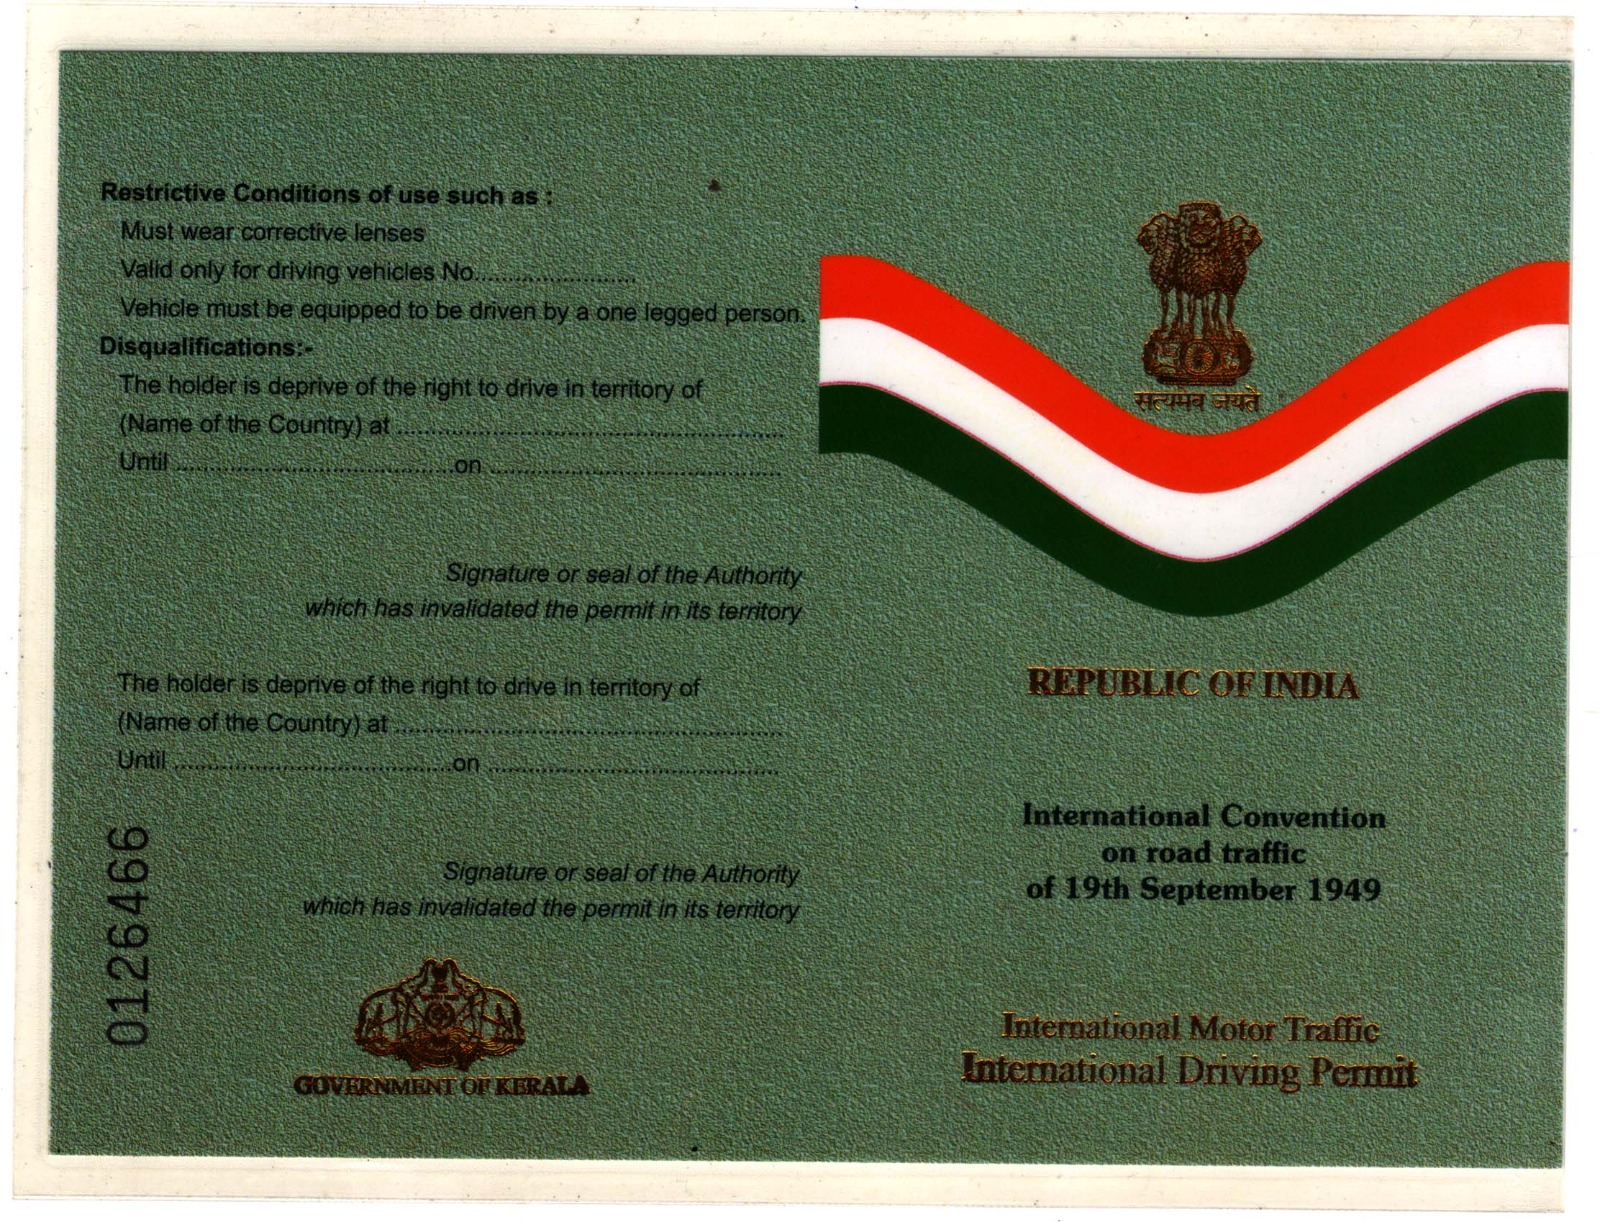 Restrictive Conditions of use such as :
Must wear corrective lenses
Valid only for driving vehicles No..........................
Vehicle must be equipped to be driven by a one legged person.
Disqualifications:-
The holder is deprive of the right to drive in territory of
(Name of the Country) at ..............................................................
Until .............................................on ...............................................
Signature or seal of the Authority
which has invalidated the permit in its territory
The holder is deprive of the right to drive in territory of
(Name of the Country) at ..............................................................
Until .............................................on ...............................................
Signature or seal of the Authority
which has invalidated the permit in its territory
0126466
GOVERNMENT OF KERALA
सत्यमेव जयते
REPUBLIC OF INDIA
International Convention
on road traffic
of 19th September 1949
International Motor Traffic
International Driving Permit